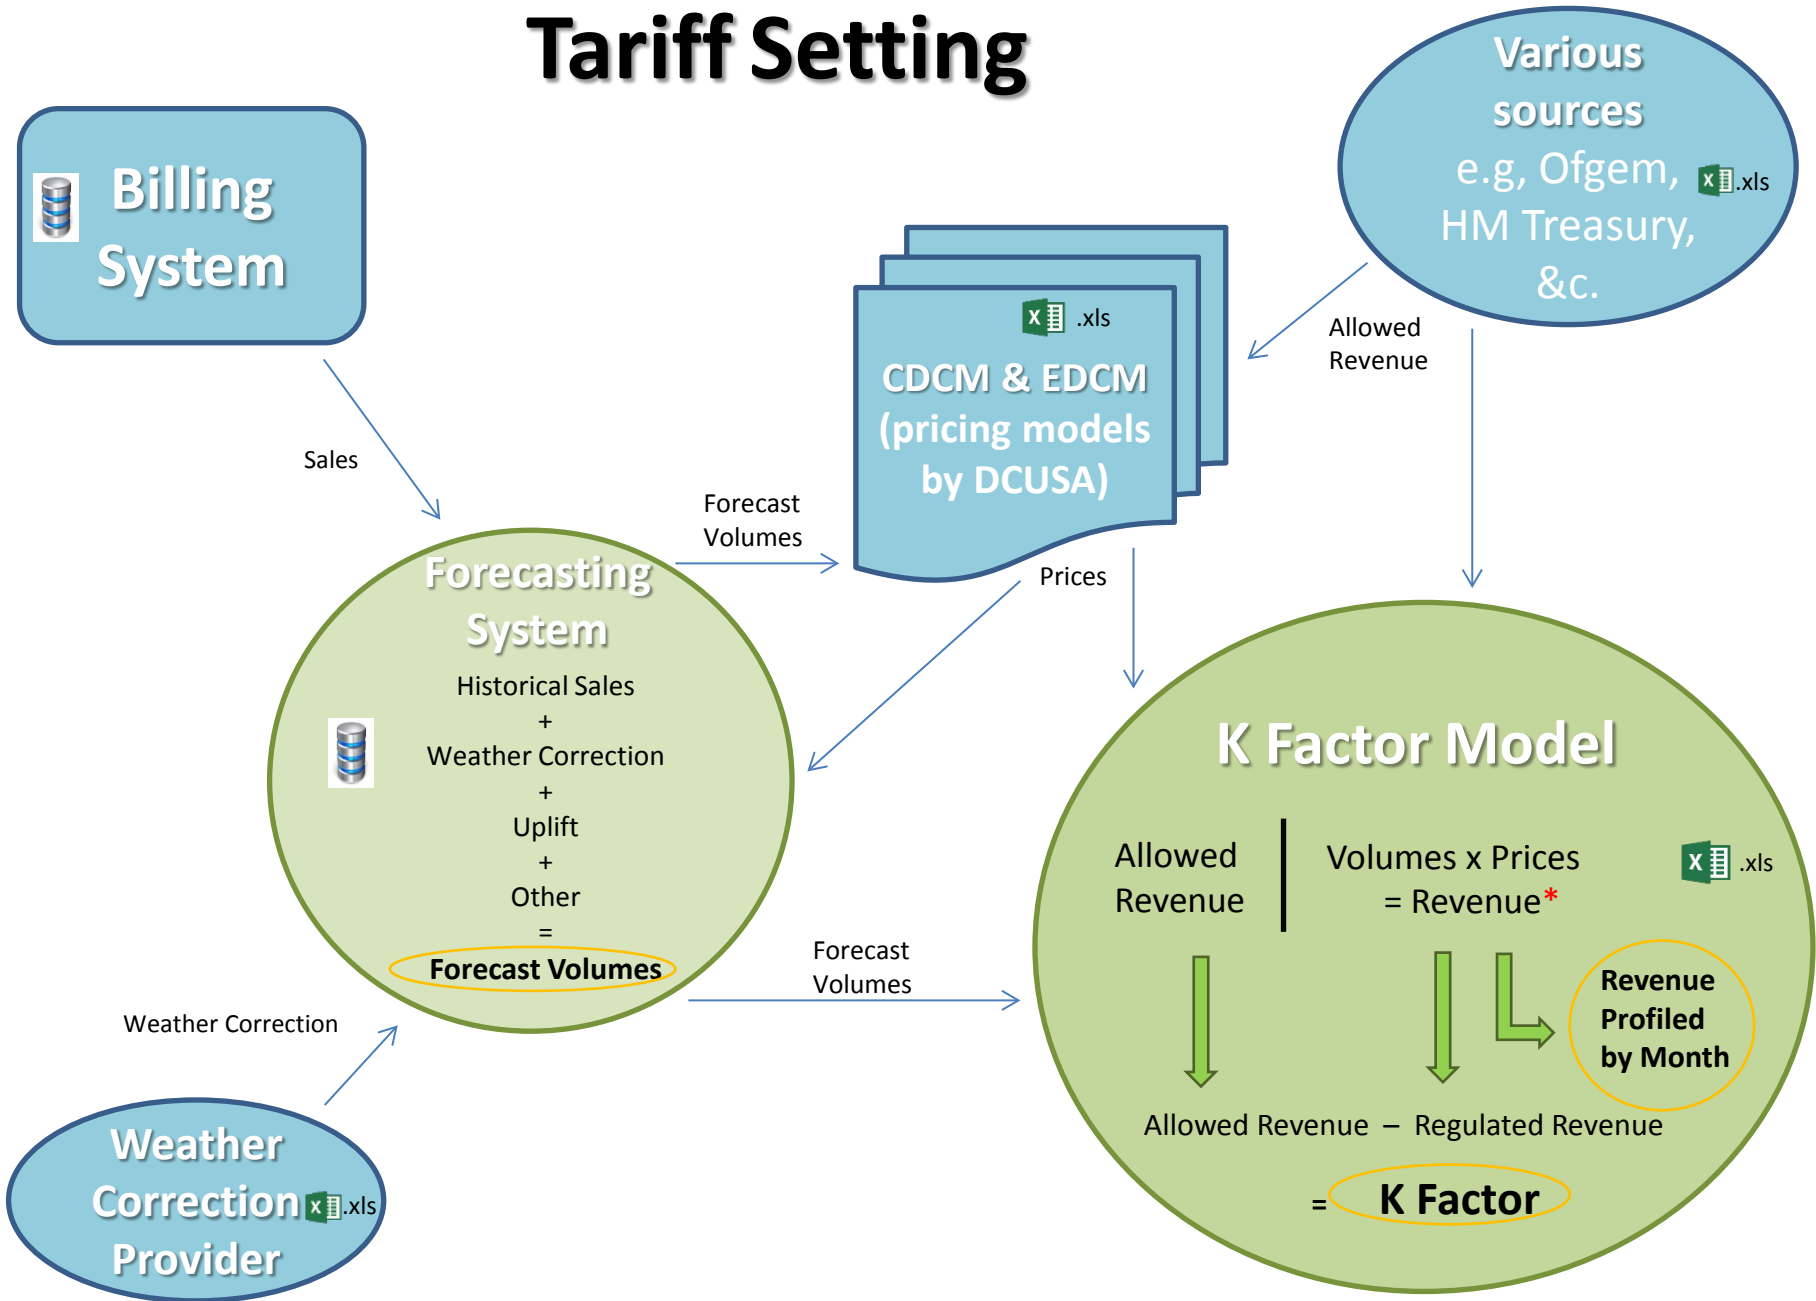 Tariff Setting
Various
sources
e.g, Ofgem,
.xls
HM Treasury,
&c.
Billing
System
.xls
CDCM & EDCM
(pricing models
by DCUSA)
Allowed
Revenue
Sales
Forecast
Volumes
Prices
Forecasting
System
Historical Sales
+
Weather Correction
+
Uplift
+
Other
=
Forecast Volumes
Forecast
Volumes
Weather Correction
Weather
Correction
.xls
Provider
K Factor Model
Allowed
Revenue
Volumes x Prices
= Revenue*
.xls
Revenue
Profiled
by Month
Allowed Revenue – Regulated Revenue
= K Factor